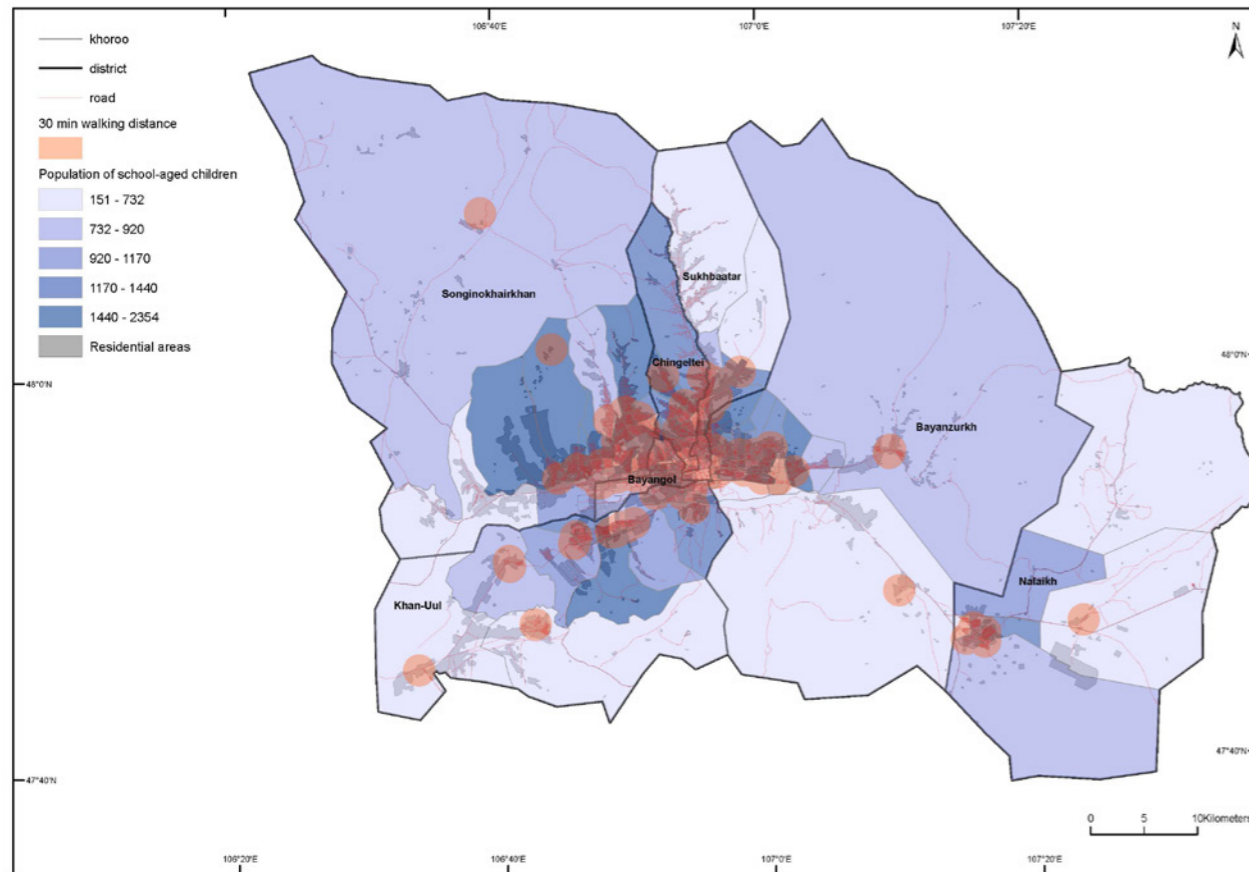 106°40'E
107°0'E
107°20'E
N
khoroo
district
road
30 min walking distance
Population of school-aged children
151 - 732
732 - 920
920 - 1170
1170 - 1440
1440 - 2354
Residential areas
Sukhbaatar
Songinokhairkhan
48°0'N
48°0'N
Chingeltei
Bayanzurkh
Bayangol
Nalaikh
Khan-Uul
47°40'N
47°40'N
0 5 10Kilometers
106°20'E
106°40'E
107°0'E
107°20'E